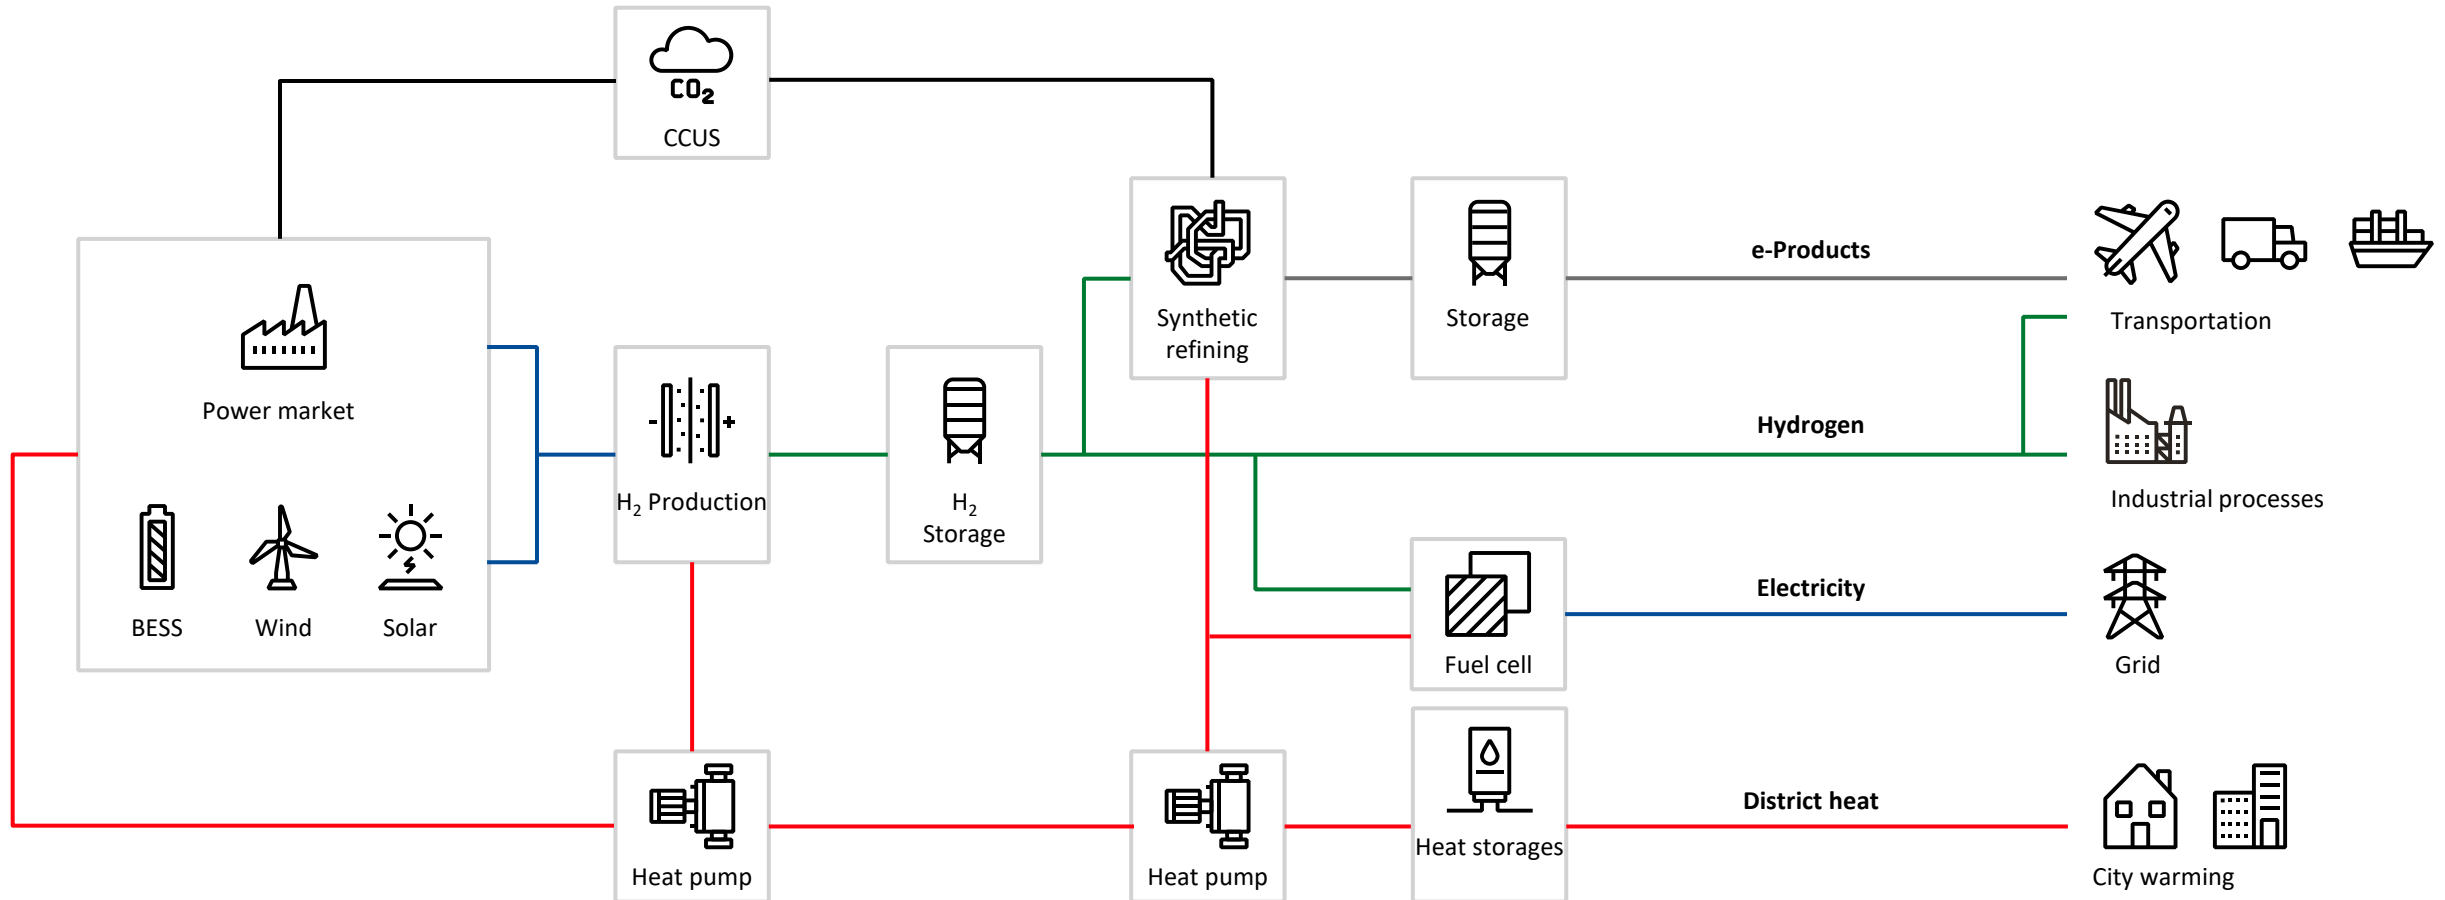 CO₂
CCUS
Power market
BESS
Wind
Solar
H₂ Production
H₂
Storage
Synthetic
refining
Storage
e-Products
Transportation
Hydrogen
Industrial processes
Fuel cell
Electricity
Grid
Heat pump
Heat pump
Heat storages
District heat
City warming